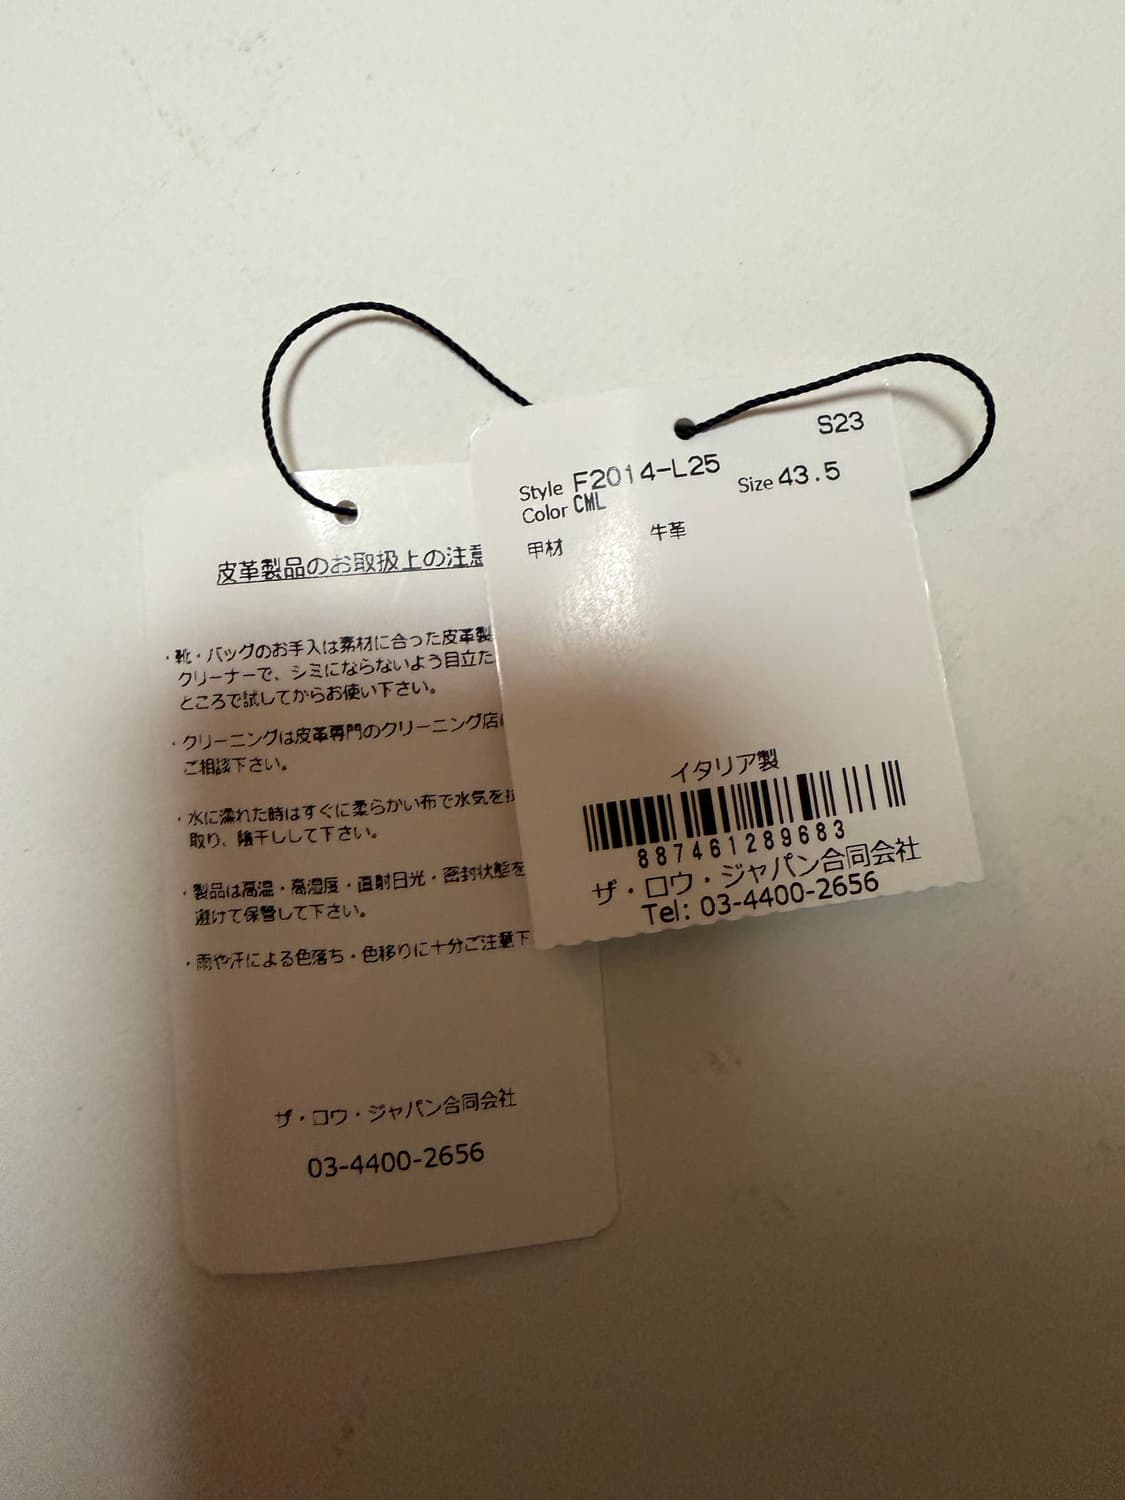 皮革製品のお取扱上の注意
・靴・バッグのお手入は素材に合った皮革製
クリーナーで、シミにならないよう目立た
ところで試してからお使い下さい。
・クリーニングは皮革専門のクリーニング店
ご相談下さい。
・水に濡れた時はすぐに柔らかい布で水気を
取り、陰干しして下さい。
・製品は高温・高湿度・直射日光・密封状態を
避けて保管して下さい。
・雨や汗による色落ち・色移りに十分ご注意下
ザ・ロウ・ジャパン合同会社
03-4400-2656
S23
Style F2014-L25 Size 43.5
Color CML
甲材 牛革
イタリア製
887461289683
ザ・ロウ・ジャパン合同会社
Tel: 03-4400-2656